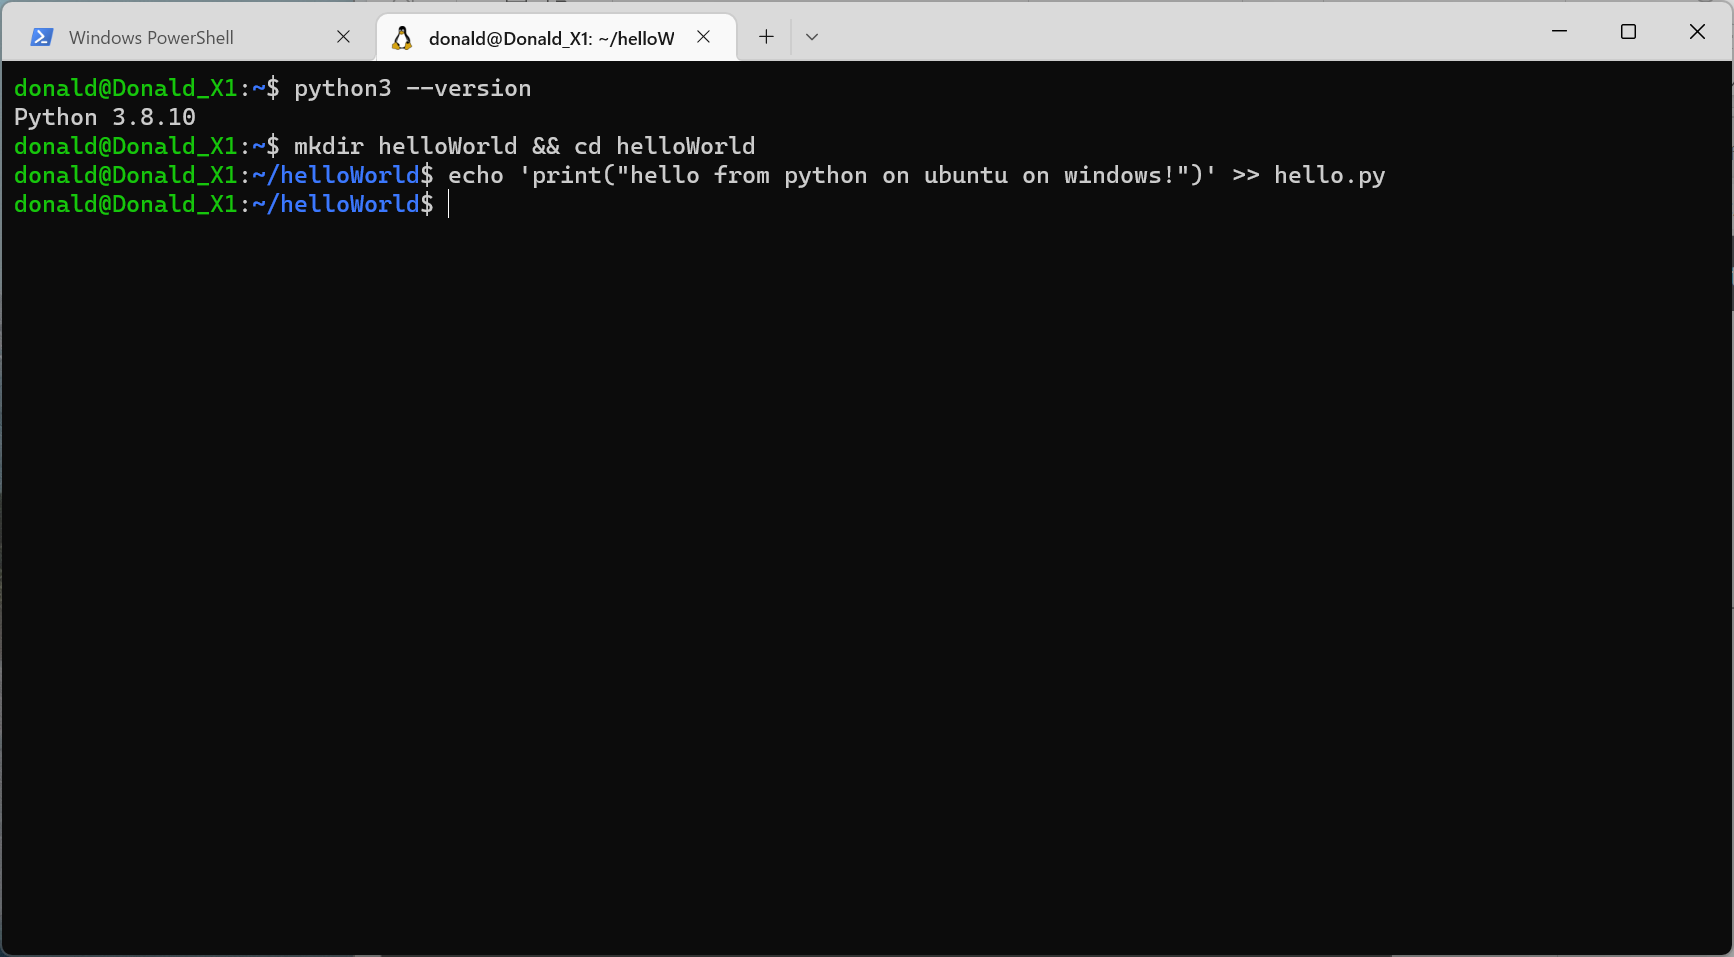 Windows PowerShell
donald@Donald_X1: ~/helloW
donald@Donald_X1:~$ python3 --version
Python 3.8.10
donald@Donald_X1:~$ mkdir helloWorld && cd helloWorld
donald@Donald_X1:~/helloWorld$ echo 'print("hello from python on ubuntu on windows!")' >> hello.py
donald@Donald_X1:~/helloWorld$